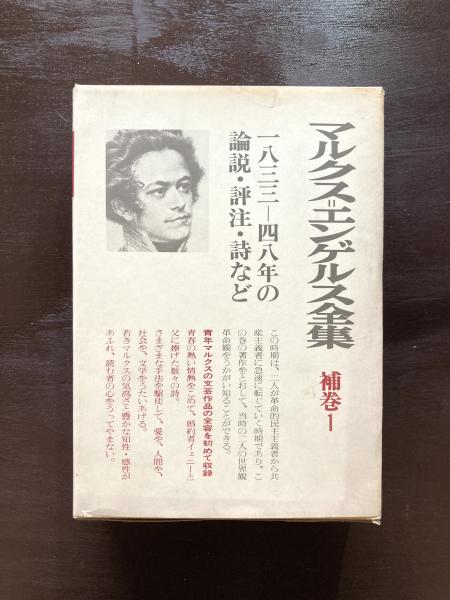 マルクス=エンゲルス全集 補巻1
一八三三―四八年の
論説・評注・詩など
この時期は、二人が革命的民主主義者から共
産主義者に急速に転じていく時期であり、こ
の巻の著作をとおして、当時の二人の世界観
革命観をうかがい知ることができる。
青年マルクスの文芸作品の全容を初めて収録
青春の熱い情熱をこめて、婚約者イェニーと
父に捧げた数々の詩。
さまざまな手法を駆使して、愛を、人間を、
社会を、文学をうたいあげる。
若きマルクスの気高さと豊かな知性・感性が
あふれ、読む者の心をうってやまない。